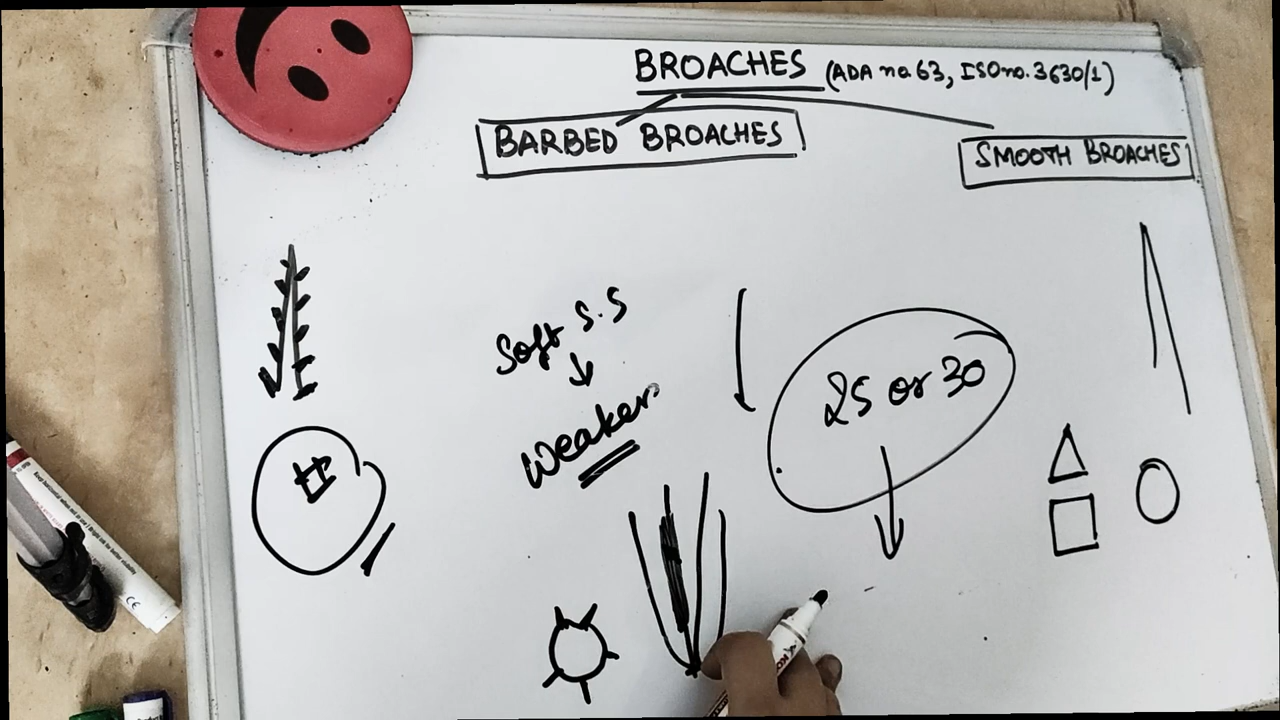 BROACHES (ADA no 63, ISO no. 3630/1)
BARBED BROACHES
SMOOTH BROACHES
Soft S.S
↓
Weaker
25 or 30
#